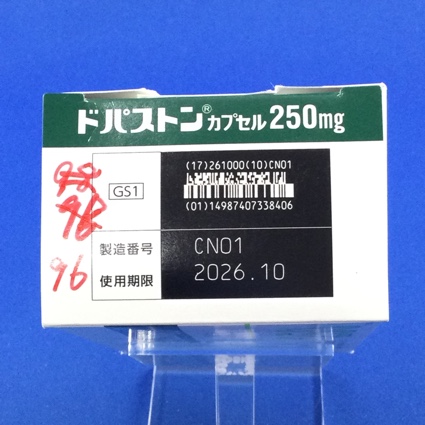 ドパストン®カプセル250mg
(17)261000(10)CN01
GS1
(01)14987407338406
製造番号 CN01
使用期限 2026.10
96